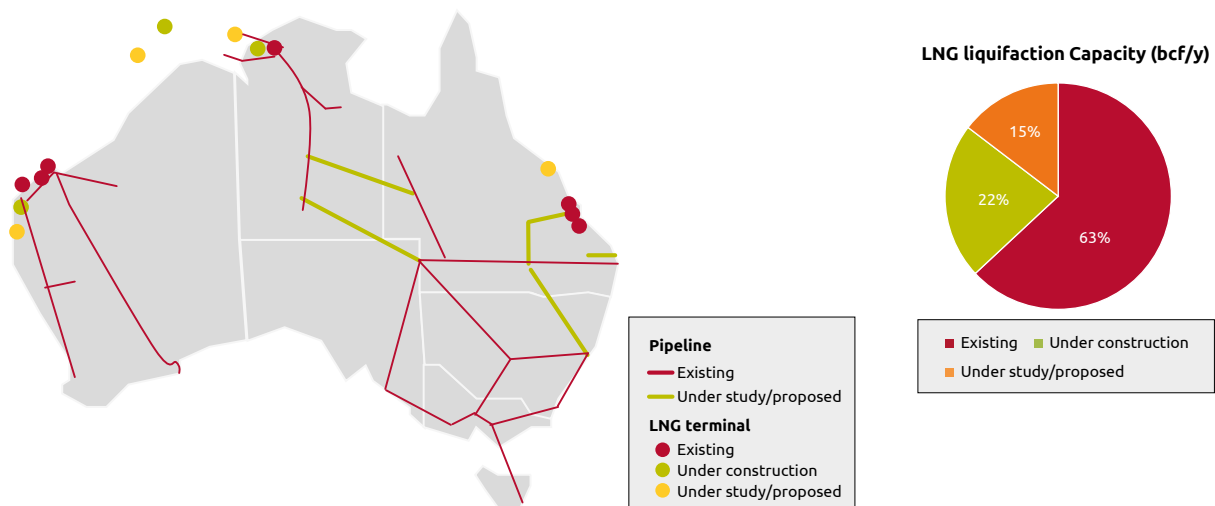 LNG liquifaction Capacity (bcf/y)
15%
22%
63%
Existing Under construction
Under study/proposed
Pipeline
Existing
Under study/proposed
LNG terminal
Existing
Under construction
Under study/proposed